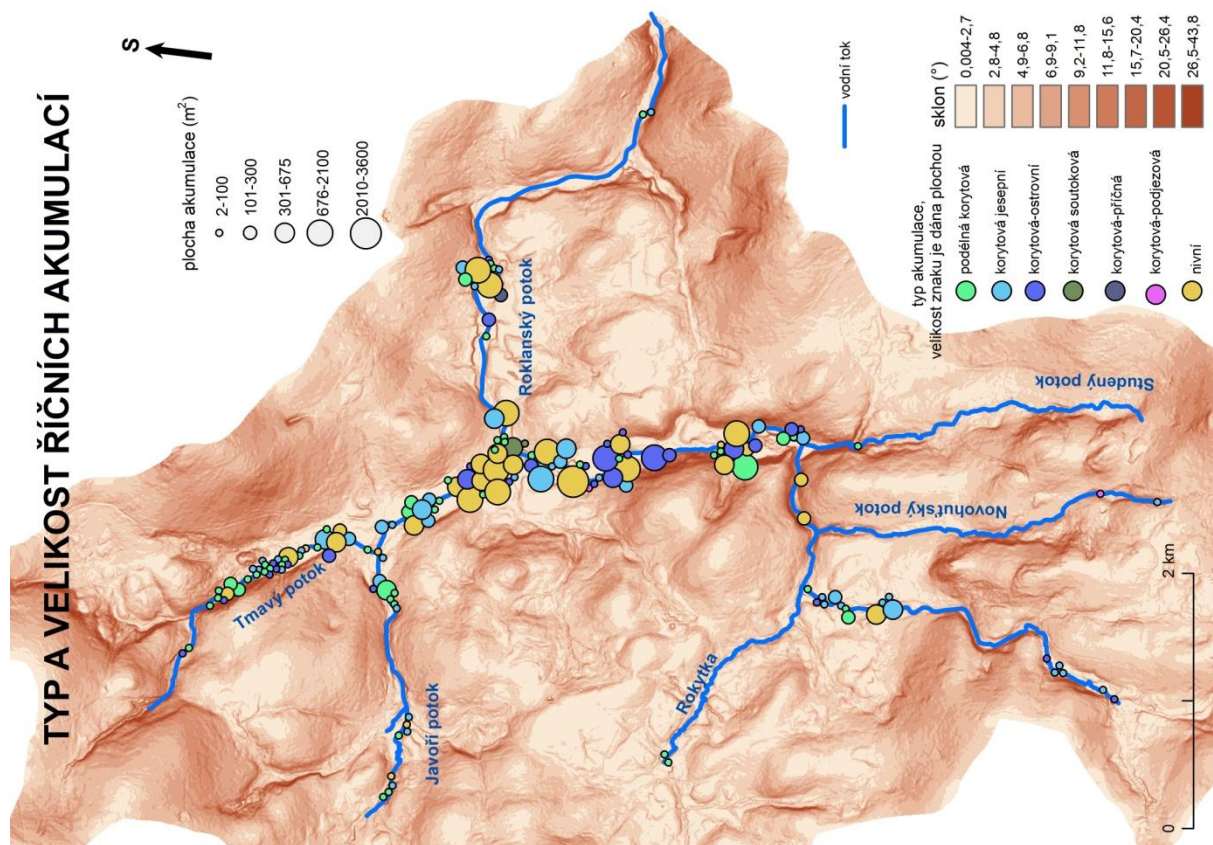 TYP A VELIKOST ŘÍČNÍCH AKUMULACÍ
S
plocha akumulace (m²)
2-100
101-300
301-675
676-2100
2010-3600
Tmavý potok
Javoří potok
Roklanský potok
Rokytka
Novohuťský potok
Studený potok
vodní tok
typ akumulace,
velikost znaku je dána plochou
podélná korytová
korytová jesepní
korytová-ostrovní
korytová soutoková
korytová-příčná
korytová-podjezová
nivní
sklon (°)
0,004-2,7
2,8-4,8
4,9-6,8
6,9-9,1
9,2-11,8
11,8-15,6
15,7-20,4
20,5-26,4
26,5-43,8
0
2 km